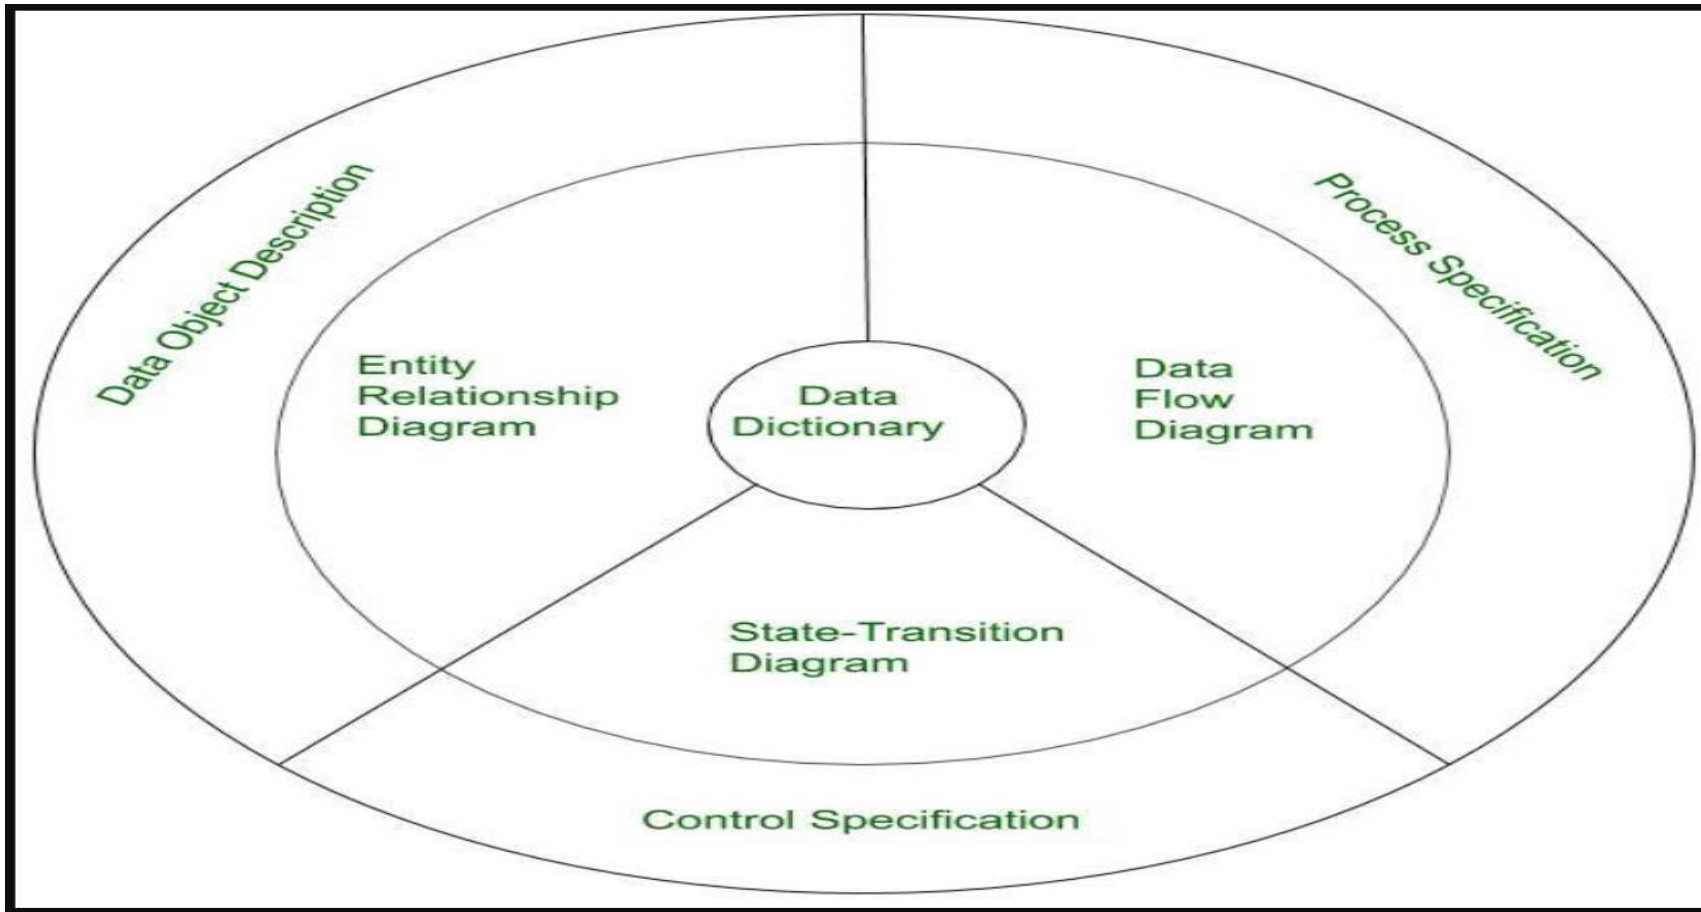 Data Object Description
Process Specification
Entity
Relationship
Diagram
Data
Dictionary
Data
Flow
Diagram
State-Transition
Diagram
Control Specification